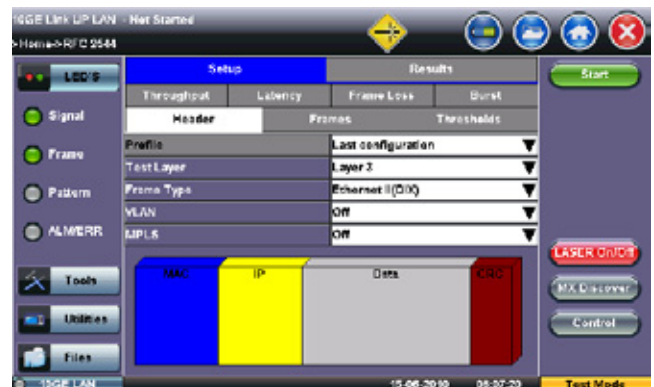 10GE Link UP LAN - Not Started
>Home>RFC 2544
LED'S
Setup
Results
Start
Throughput
Latency
Frame Loss
Burst
Signal
Header
Frames
Thresholds
Frame
Profile
Last configuration
Test Layer
Layer 3
Pattern
Frame Type
Ethernet II(DIX)
VLAN
Off
ALM/ERR
MPLS
Off
LASER On/Off
MAC
IP
Data
CRC
Tools
MX Discover
Utilities
Control
Files
10GE LAN
Test Mode